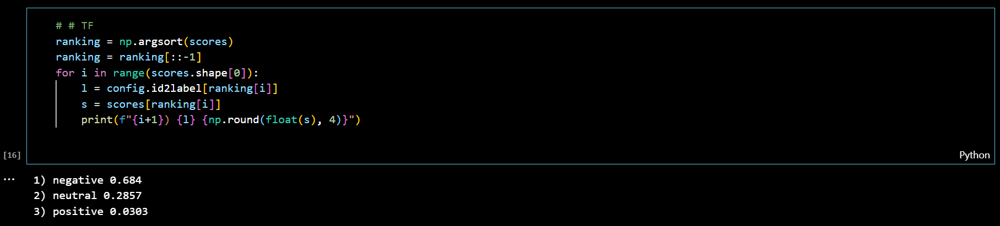 # # TF
ranking = np.argsort(scores)
ranking = ranking[::-1]
for i in range(scores.shape[0]):
    l = config.id2label[ranking[i]]
    s = scores[ranking[i]]
    print(f"{i+1}) {l} {np.round(float(s), 4)}")
[16]
Python
...
1) negative 0.684
2) neutral 0.2857
3) positive 0.0303